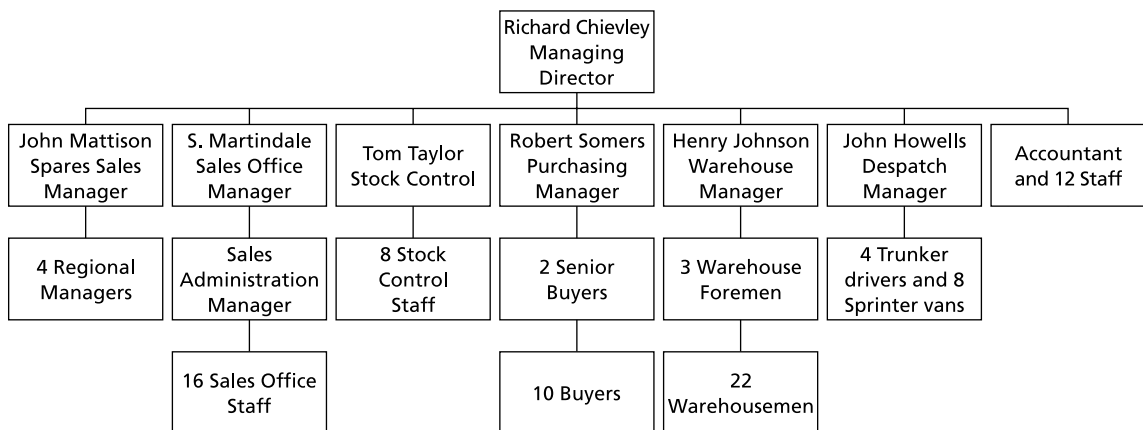 Richard Chievley
Managing
Director
John Mattison
Spares Sales
Manager
S. Martindale
Sales Office
Manager
Tom Taylor
Stock Control
Robert Somers
Purchasing
Manager
Henry Johnson
Warehouse
Manager
John Howells
Despatch
Manager
Accountant
and 12 Staff
4 Regional
Managers
Sales
Administration
Manager
8 Stock
Control
Staff
2 Senior
Buyers
3 Warehouse
Foremen
4 Trunker
drivers and 8
Sprinter vans
16 Sales Office
Staff
10 Buyers
22
Warehousemen